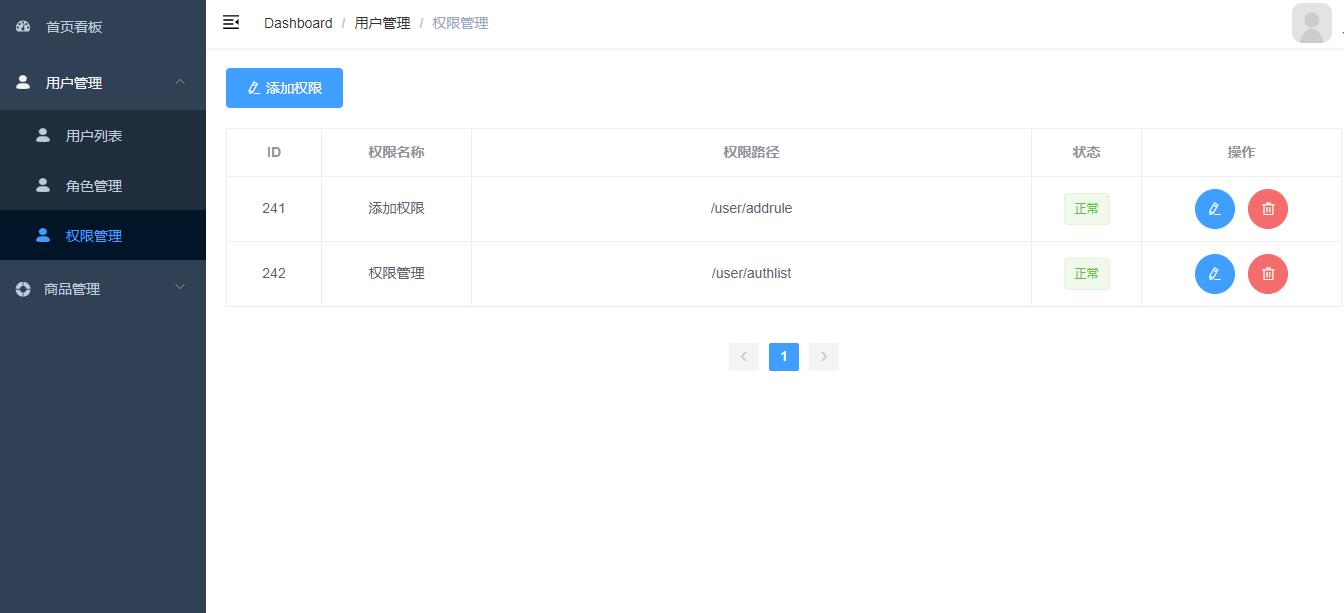 首页看板
用户管理
用户列表
角色管理
权限管理
商品管理
Dashboard / 用户管理 / 权限管理
添加权限
ID 权限名称 权限路径 状态 操作
241 添加权限 /user/addrule 正常
242 权限管理 /user/authlist 正常
1